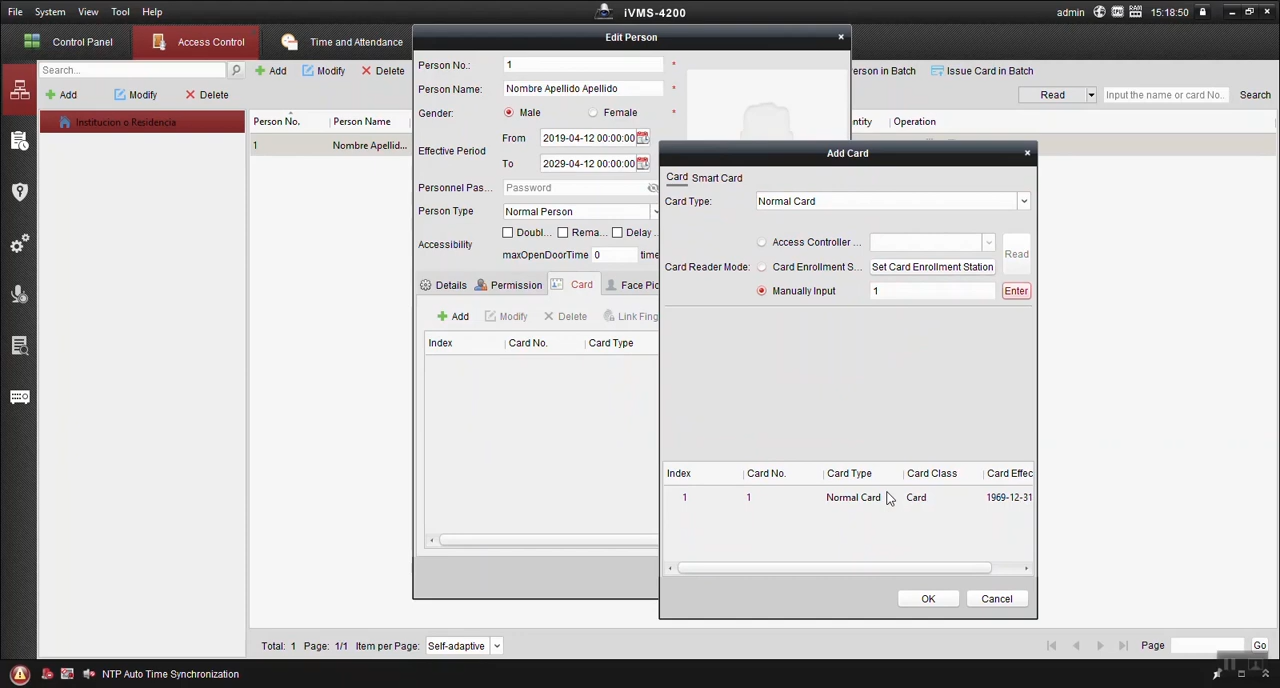 File System View Tool Help iVMS-4200 admin 15:18:50
Control Panel Access Control Time and Attendance
Edit Person
Search... Add Modify Delete Person No.: 1 * erson in Batch Issue Card in Batch
Add Modify Delete Person Name: Nombre Apellido Apellido * Read Input the name or card No. Search
Gender: Male Female *
Institucion o Residencia Person No. Person Name ntity Operation
From 2019-04-12 00:00:00
1 Nombre Apellid...
Effective Period
To 2029-04-12 00:00:00
Personnel Pas... Password
Person Type Normal Person
Doubl... Rema... Delay ...
Accessibility
maxOpenDoorTime 0 time
Details Permission Card Face Pic
Add Modify Delete Link Fing
Index Card No. Card Type
Add Card
Card Smart Card
Card Type: Normal Card
Access Controller ...
Read
Card Reader Mode: Card Enrollment S... Set Card Enrollment Station
Manually Input 1 Enter
Index Card No. Card Type Card Class Card Effec
1 1 Normal Card Card 1969-12-31
OK Cancel
Total: 1 Page: 1/1 Item per Page: Self-adaptive Page Go
NTP Auto Time Synchronization